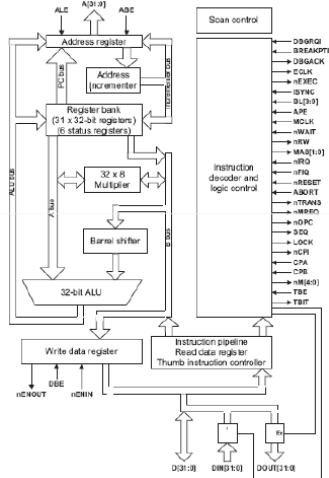 A[31:0]
ALE
ABE
Scan control
Address register
Address
Incrementer
PC bus
Incrementer bus
Register bank
(31 x 32-bit registers)
(6 status registers)
ALU bus
A bus
B bus
32 x 8
Multiplier
Barrel shifter
32-bit ALU
Instruction
decoder and
logic control
DBGRQI
BREAKPTI
DBGACK
ECLK
nEXEC
ISYNC
BL[3:0]
APE
MCLK
nWAIT
nRW
MAS[1:0]
nIRQ
nFIQ
nRESET
ABORT
nTRANS
nMREQ
nOPC
SEQ
LOCK
nCPI
CPA
CPB
nM[4:0]
TBE
TBIT
Write data register
Instruction pipeline
Read data register
Thumb instruction controller
nENOUT
DBE
nENIN
D[31:0]
DIN[31:0]
DOUT[31:0]